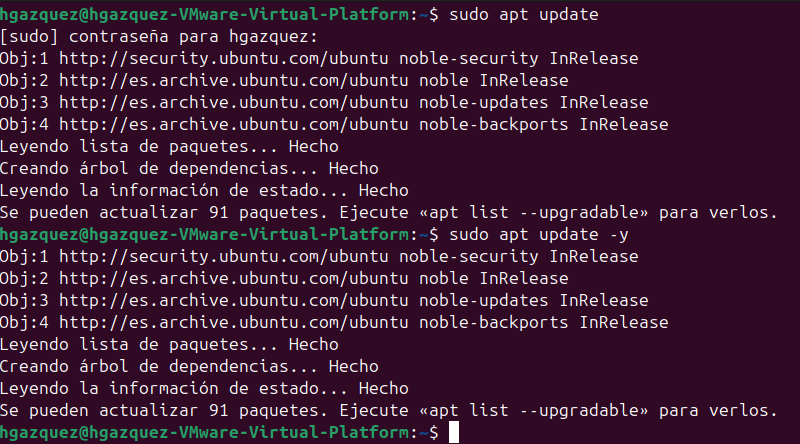 hgazquez@hgazquez-VMware-Virtual-Platform:~$ sudo apt update
[sudo] contraseña para hgazquez:
Obj:1 http://security.ubuntu.com/ubuntu noble-security InRelease
Obj:2 http://es.archive.ubuntu.com/ubuntu noble InRelease
Obj:3 http://es.archive.ubuntu.com/ubuntu noble-updates InRelease
Obj:4 http://es.archive.ubuntu.com/ubuntu noble-backports InRelease
Leyendo lista de paquetes... Hecho
Creando árbol de dependencias... Hecho
Leyendo la información de estado... Hecho
Se pueden actualizar 91 paquetes. Ejecute «apt list --upgradable» para verlos.
hgazquez@hgazquez-VMware-Virtual-Platform:~$ sudo apt update -y
Obj:1 http://security.ubuntu.com/ubuntu noble-security InRelease
Obj:2 http://es.archive.ubuntu.com/ubuntu noble InRelease
Obj:3 http://es.archive.ubuntu.com/ubuntu noble-updates InRelease
Obj:4 http://es.archive.ubuntu.com/ubuntu noble-backports InRelease
Leyendo lista de paquetes... Hecho
Creando árbol de dependencias... Hecho
Leyendo la información de estado... Hecho
Se pueden actualizar 91 paquetes. Ejecute «apt list --upgradable» para verlos.
hgazquez@hgazquez-VMware-Virtual-Platform:~$